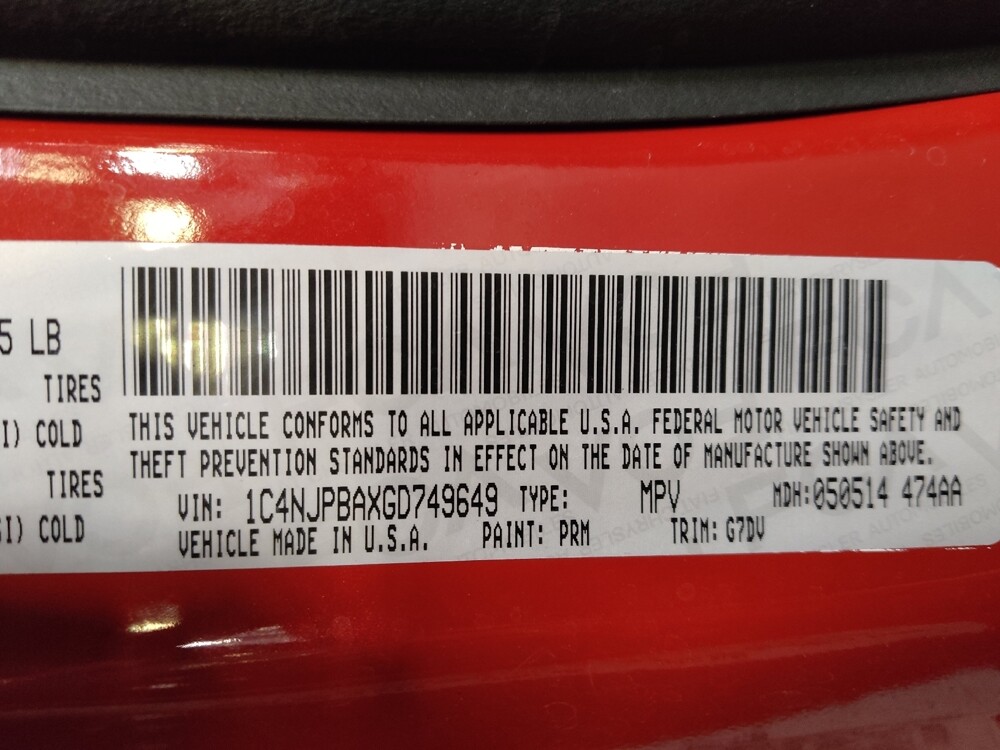 5 LB
TIRES
I) COLD
TIRES
SI) COLD
THIS VEHICLE CONFORMS TO ALL APPLICABLE U.S.A. FEDERAL MOTOR VEHICLE SAFETY AND
THEFT PREVENTION STANDARDS IN EFFECT ON THE DATE OF MANUFACTURE SHOWN ABOVE.
VIN: 1C4NJPBAXGD749649 TYPE: MPV MDH:050514 474AA
VEHICLE MADE IN U.S.A. PAINT: PRM TRIM: G7DV